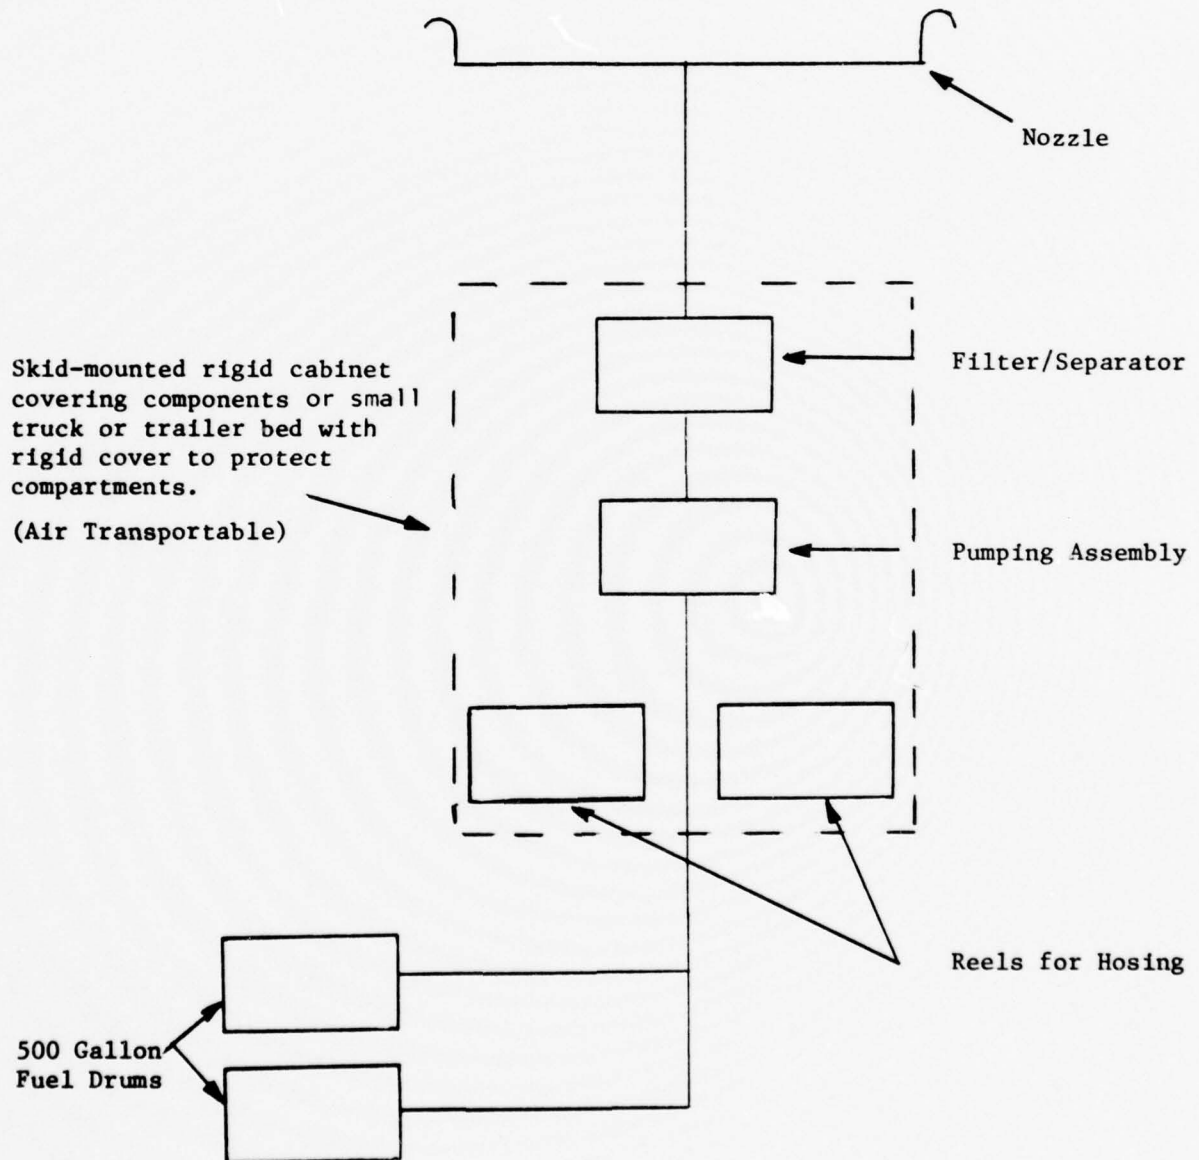 Nozzle
Skid-mounted rigid cabinet
covering components or small
truck or trailer bed with
rigid cover to protect
compartments.
(Air Transportable)
Filter/Separator
Pumping Assembly
Reels for Hosing
500 Gallon
Fuel Drums